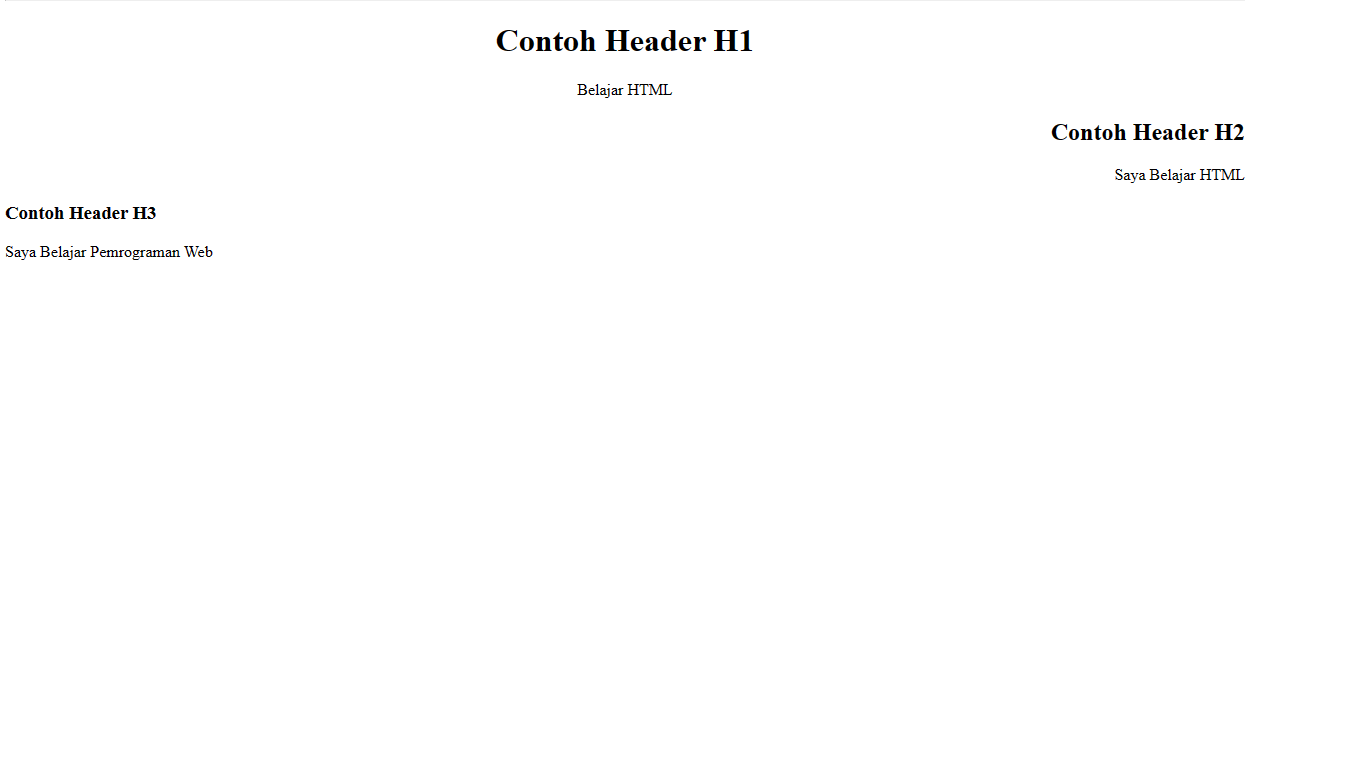 Contoh Header H1
Belajar HTML
Contoh Header H2
Saya Belajar HTML
Contoh Header H3
Saya Belajar Pemrograman Web